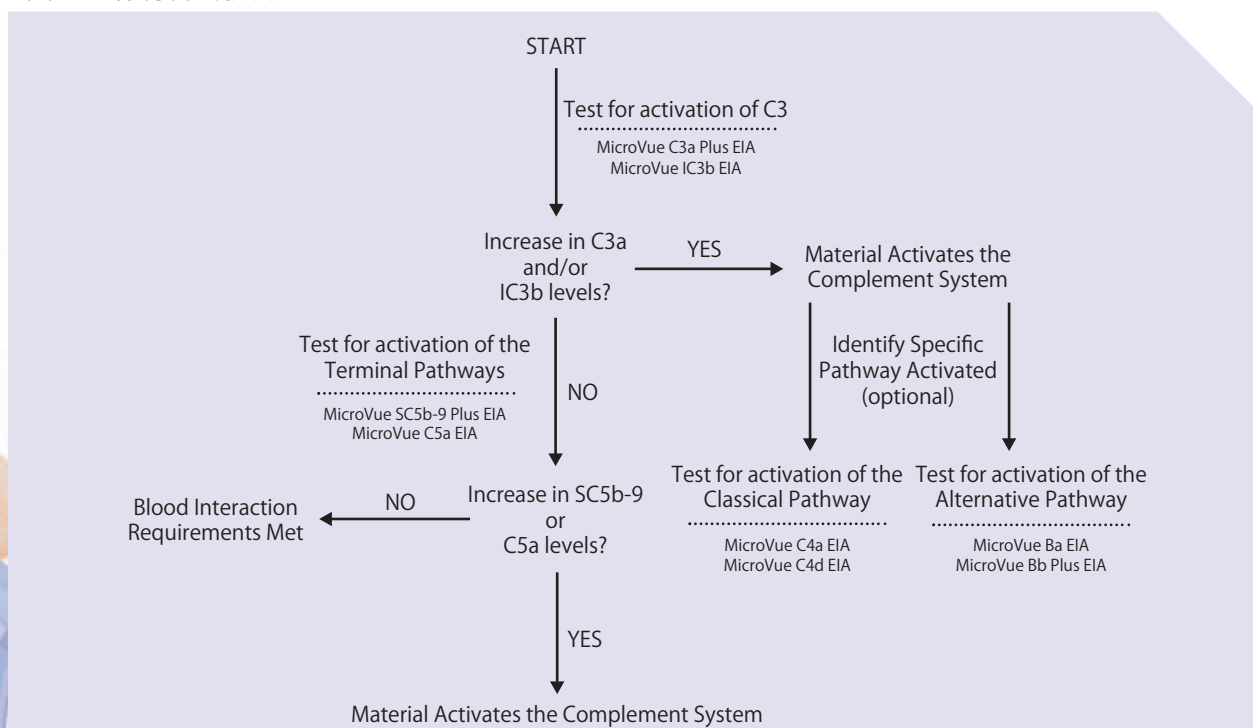 START
Test for activation of C3
MicroVue C3a Plus EIA
MicroVue IC3b EIA
Increase in C3a
and/or
IC3b levels?
YES
Material Activates the
Complement System
Test for activation of the
Terminal Pathways
MicroVue SC5b-9 Plus EIA
MicroVue C5a EIA
NO
Identify Specific
Pathway Activated
(optional)
Increase in SC5b-9
or
C5a levels?
NO
Blood Interaction
Requirements Met
Test for activation of the
Classical Pathway
MicroVue C4a EIA
MicroVue C4d EIA
Test for activation of the
Alternative Pathway
MicroVue Ba EIA
MicroVue Bb Plus EIA
YES
Material Activates the Complement System